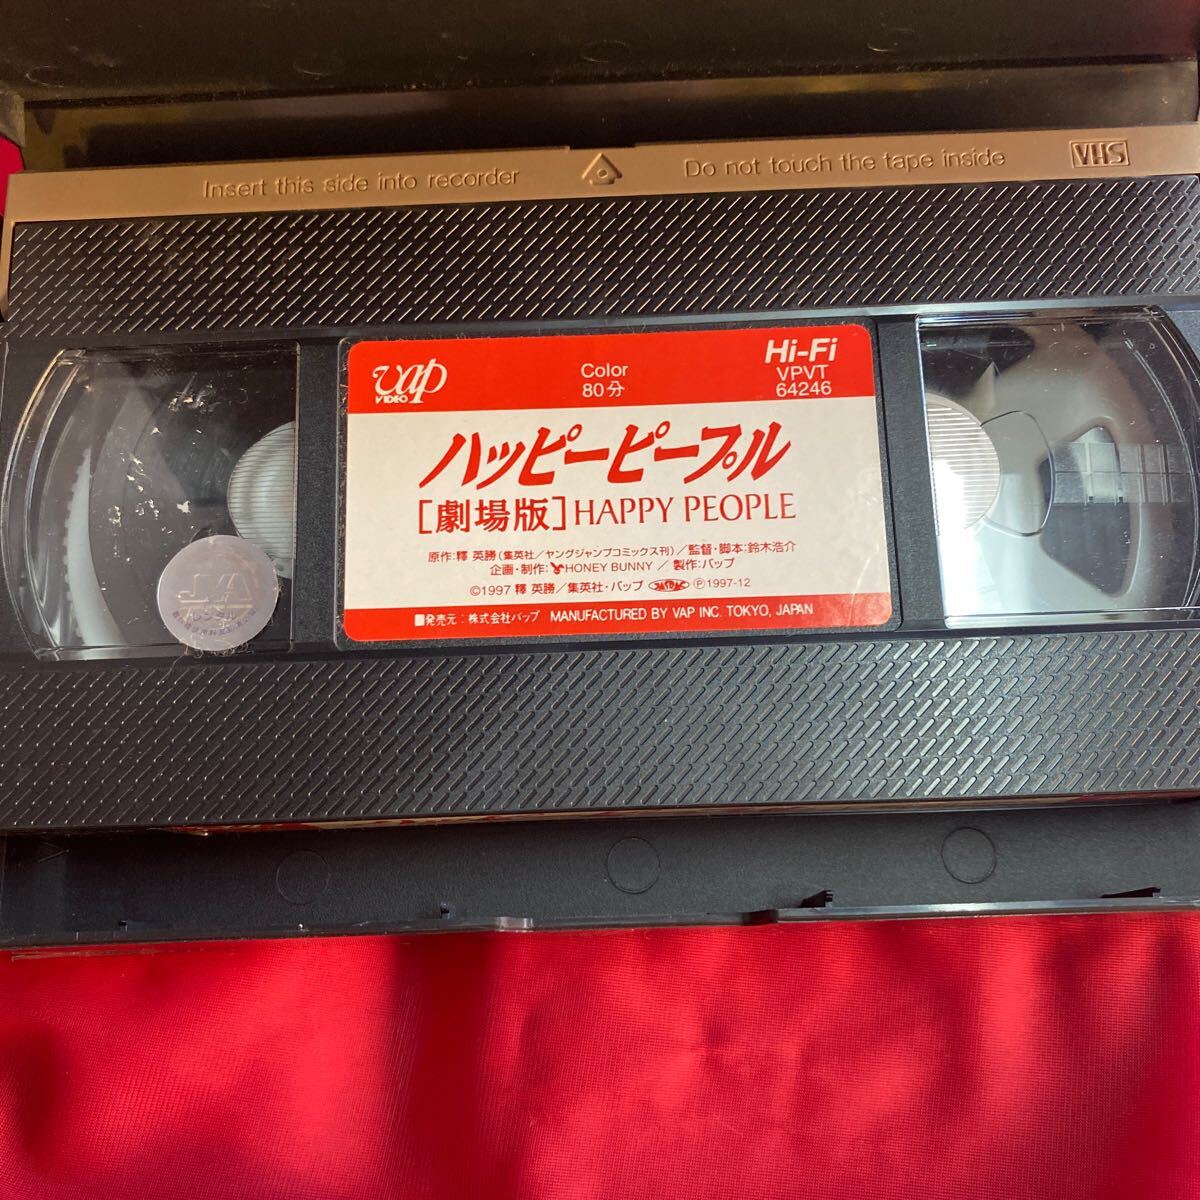 Insert this side into recorder
Do not touch the tape inside
VHS
vap VIDEO
Color
80分
Hi-Fi
VPVT
64246
ハッピーピープル
[劇場版] HAPPY PEOPLE
原作:釋 英勝(集英社/ヤングジャンプコミックス刊)/監督・脚本:鈴木浩介
企画・制作: HONEY BUNNY / 製作:バップ
©1997 釋 英勝/集英社・バップ JASRAC Ⓟ1997-12
■発売元:株式会社バップ MANUFACTURED BY VAP INC. TOKYO, JAPAN
JVA